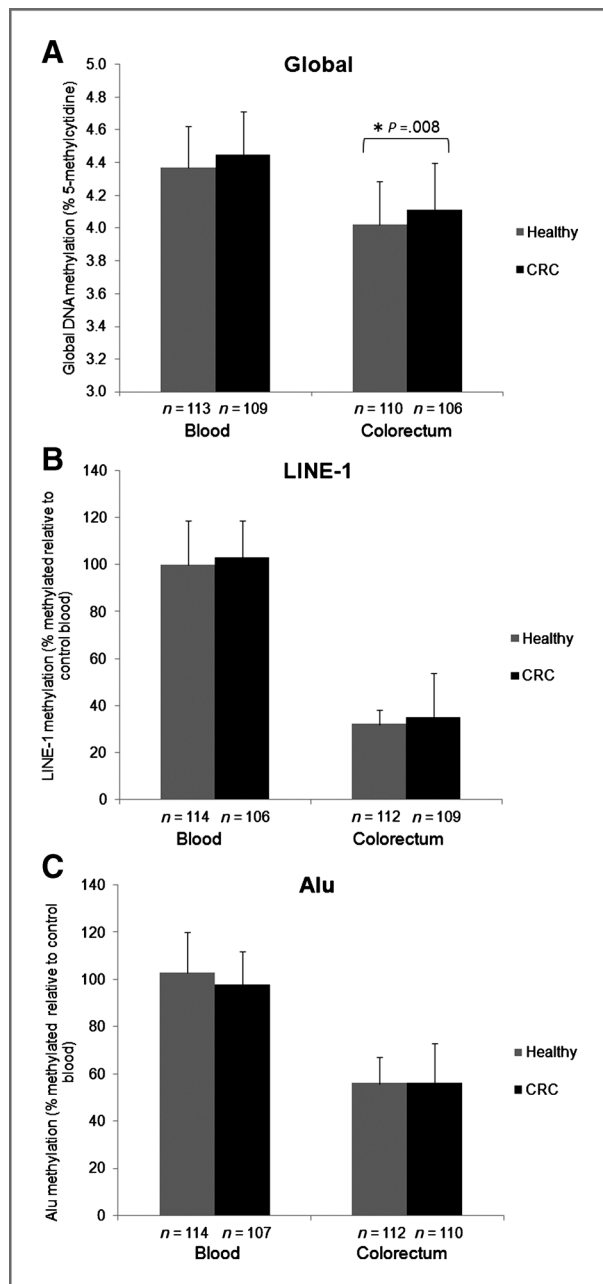 A
Global
Global DNA methylation (% 5-methylcytidine)
5.0
4.8
4.6
4.4
4.2
4.0
3.8
3.6
3.4
3.2
3.0
* P =.008
Healthy
CRC
n = 113 n = 109 n = 110 n = 106
Blood Colorectum
B
LINE-1
LINE-1 methylation (% methylated relative to
control blood)
140
120
100
80
60
40
20
0
Healthy
CRC
n = 114 n = 106 n = 112 n = 109
Blood Colorectum
C
Alu
Alu methylation (% methylated relative to control
blood)
140
120
100
80
60
40
20
0
Healthy
CRC
n = 114 n = 107 n = 112 n = 110
Blood Colorectum